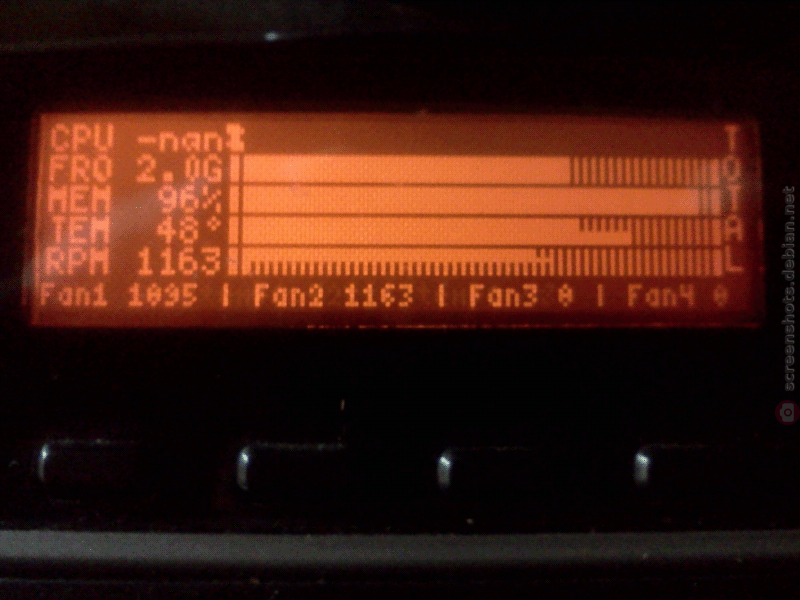 CPU -nan%
FRQ 2.0G
MEM 96%
TEM 48°
RPM 1163
TOTAL
Fan1 1095 | Fan2 1163 | Fan3 0 | Fan4 0
screenshots.debian.net